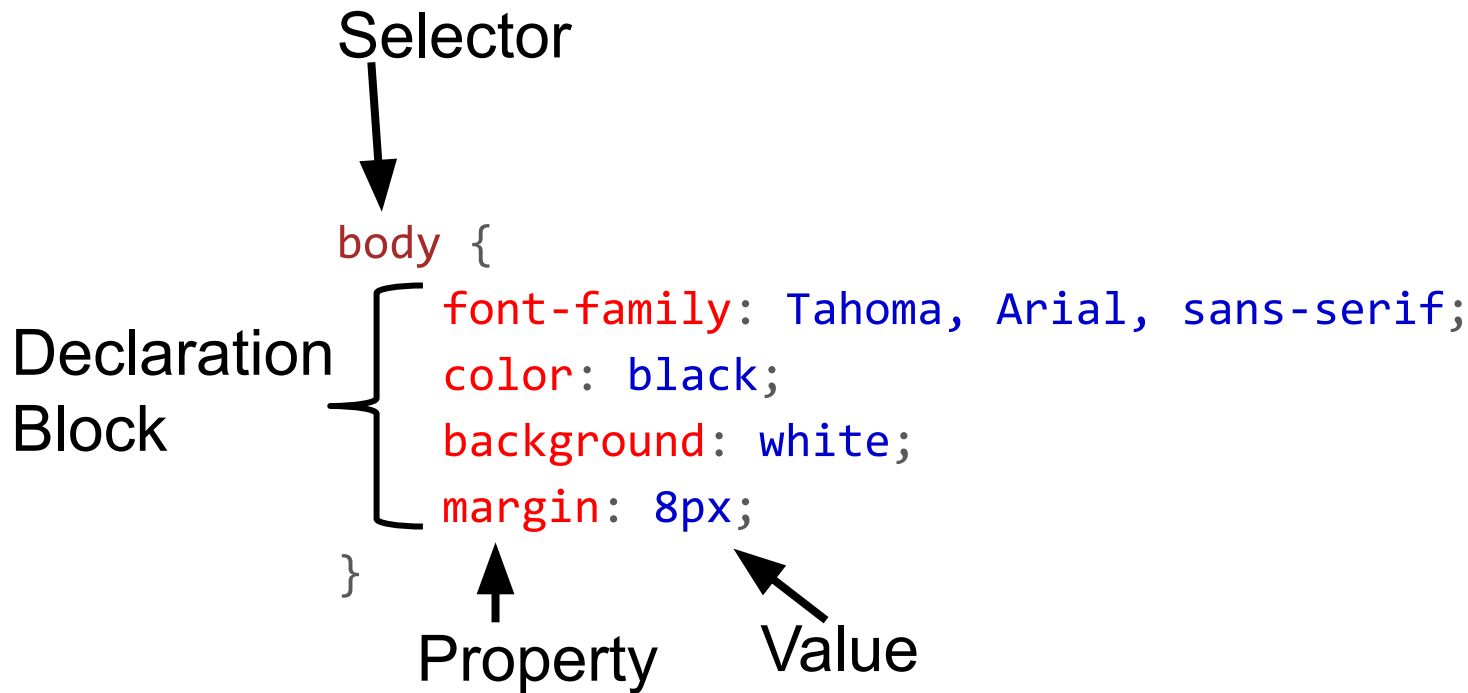 Selector
body {
font-family: Tahoma, Arial, sans-serif;
Declaration
Block
color: black;
background: white;
margin: 8px;
}
Property
Value